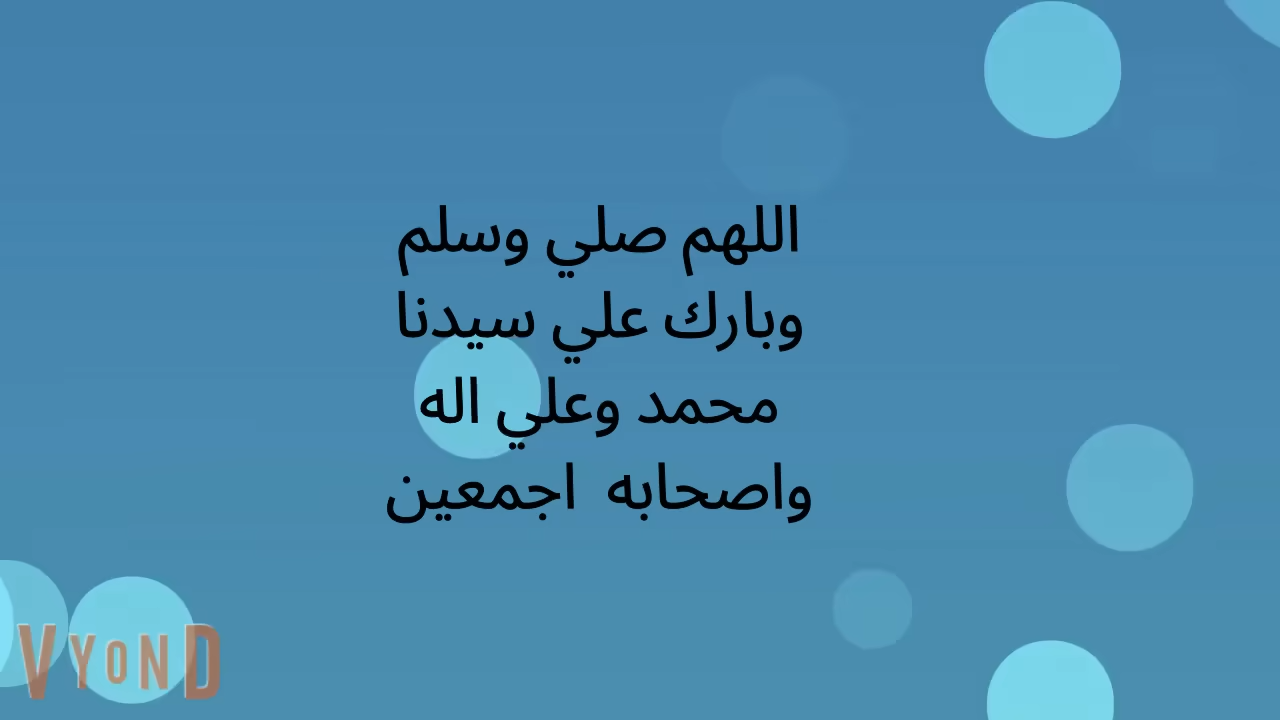 اللهم صلي وسلم
وبارك علي سيدنا
محمد وعلي اله
واصحابه اجمعين
VYOND